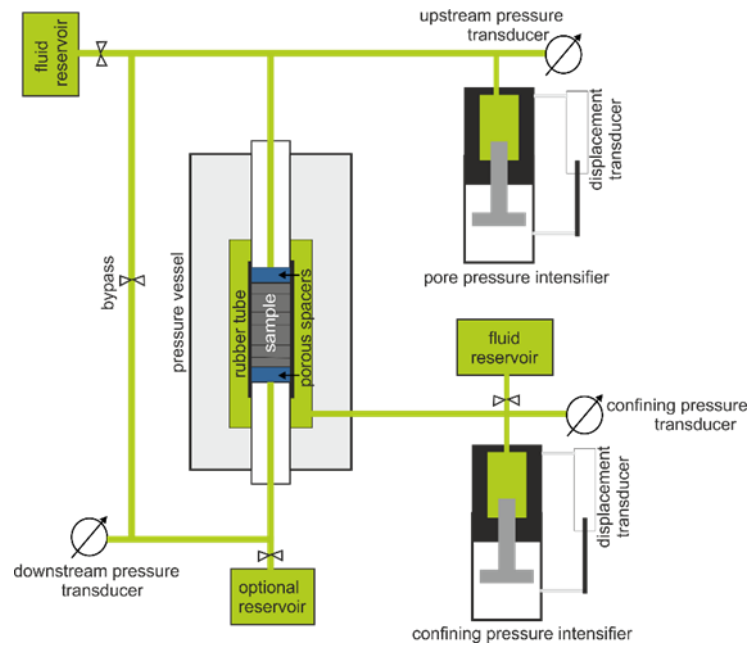 upstream pressure
transducer
fluid
reservoir
displacement
transducer
pore pressure intensifier
bypass
pressure vessel
rubber tube
sample
porous spacers
fluid
reservoir
confining pressure
transducer
displacement
transducer
confining pressure intensifier
downstream pressure
transducer
optional
reservoir